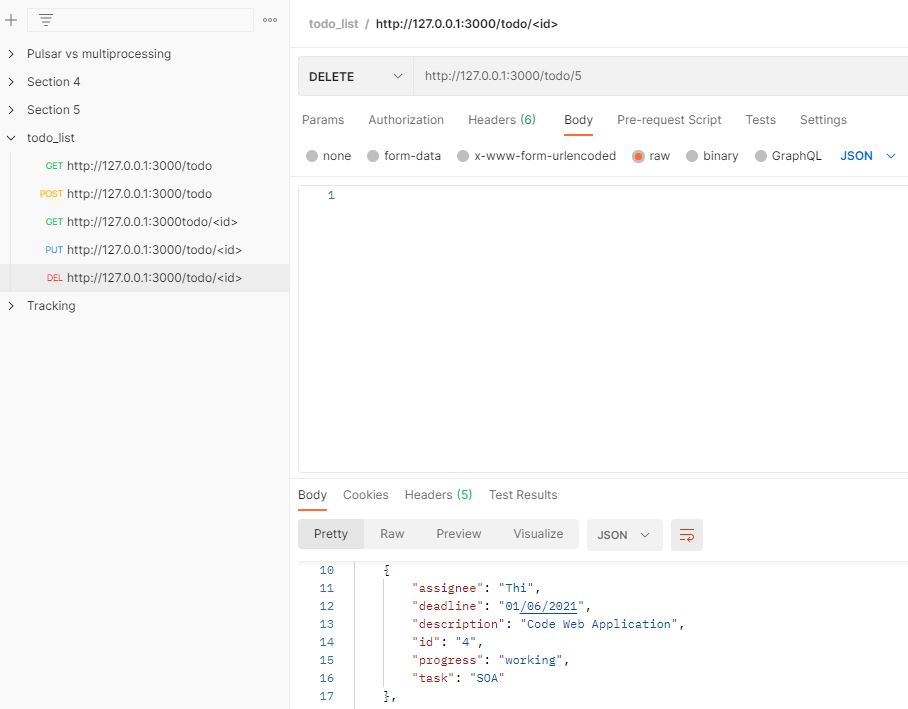 todo_list / http://127.0.0.1:3000/todo/<id>
Pulsar vs multiprocessing
Section 4
Section 5
todo_list
GET http://127.0.0.1:3000/todo
POST http://127.0.0.1:3000/todo
GET http://127.0.0.1:3000todo/<id>
PUT http://127.0.0.1:3000/todo/<id>
DEL http://127.0.0.1:3000/todo/<id>
Tracking
DELETE http://127.0.0.1:3000/todo/5
Params Authorization Headers (6) Body Pre-request Script Tests Settings
none form-data x-www-form-urlencoded raw binary GraphQL JSON
1
Body Cookies Headers (5) Test Results
Pretty Raw Preview Visualize JSON
10 {
11 "assignee": "Thi",
12 "deadline": "01/06/2021",
13 "description": "Code Web Application",
14 "id": "4",
15 "progress": "working",
16 "task": "SOA"
17 },